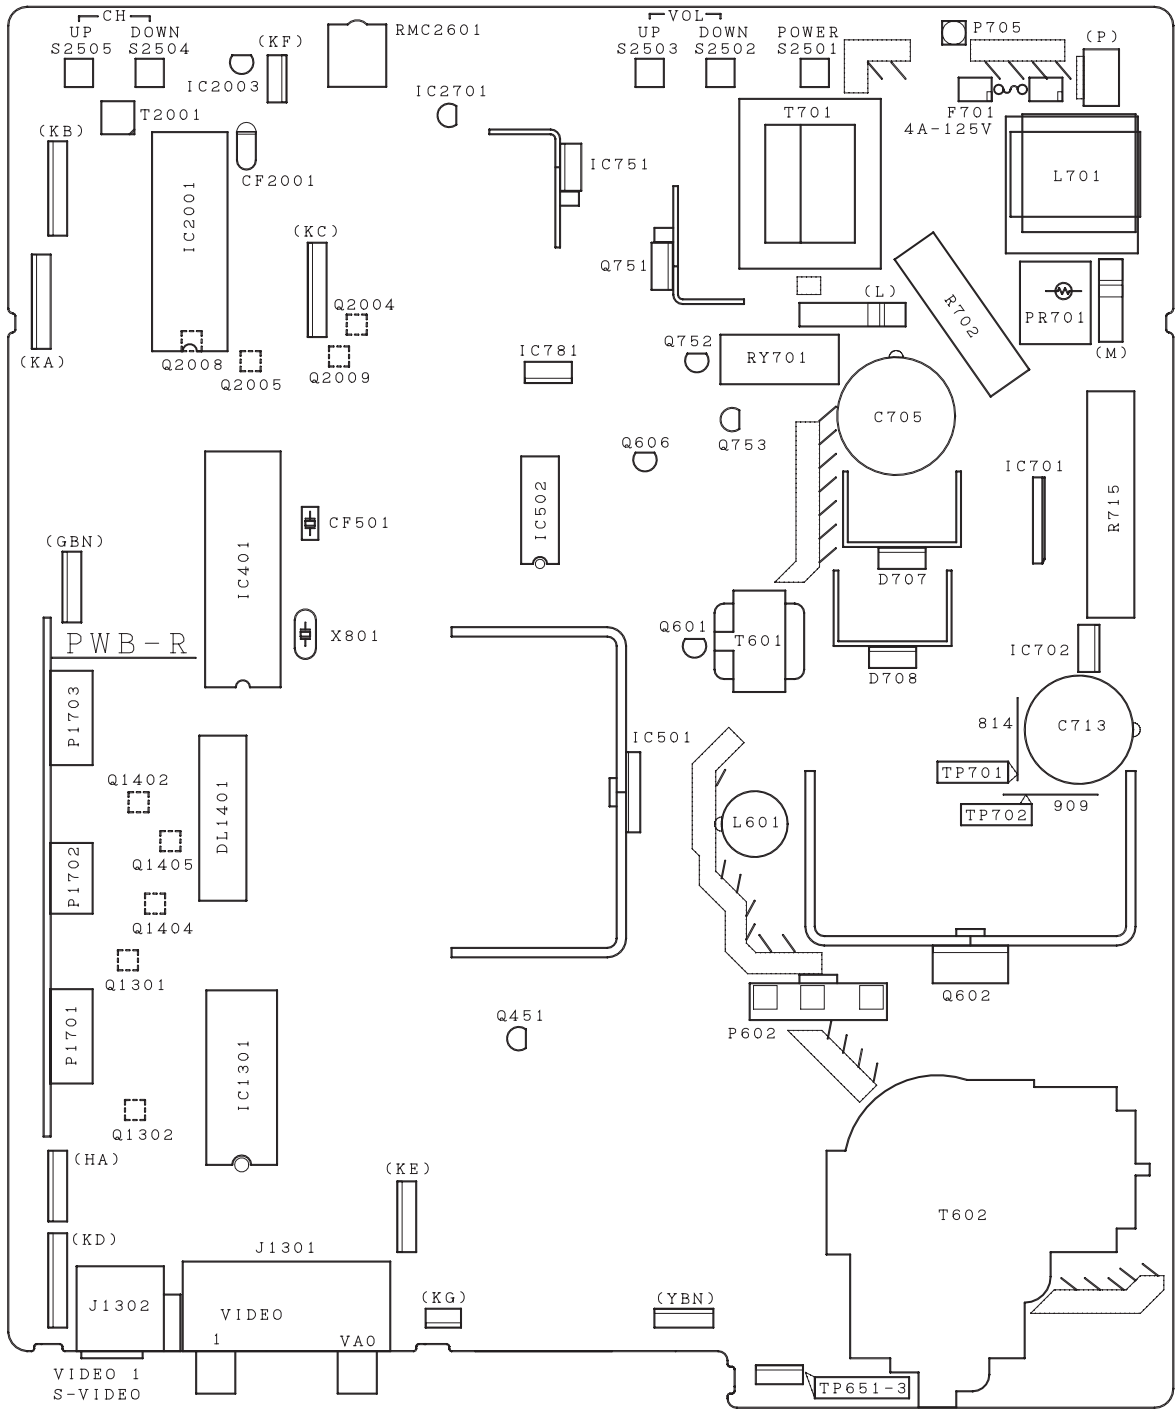 CH
VOL
UP
S2505
DOWN
S2504
(KF)
RMC2601
UP
S2503
DOWN
S2502
POWER
S2501
P705
(P)
IC2003
IC2701
T2001
(KB)
T701
F701
4A-125V
CF2001
IC751
L701
IC2001
(KC)
Q751
(L)
Q2004
R702
PR701
Q752
RY701
IC781
(KA)
Q2008
Q2005
Q2009
(M)
C705
Q753
Q606
IC701
IC502
R715
CF501
(GBN)
IC401
D707
PWB-R
X801
Q601
T601
IC702
D708
P1703
814
C713
IC501
TP701
Q1402
909
TP702
L601
DL1401
Q1405
P1702
Q1404
Q1301
Q602
Q451
P602
P1701
IC1301
Q1302
(HA)
(KE)
T602
(KD)
J1301
J1302
VIDEO
(KG)
(YBN)
1
VAO
VIDEO 1
S-VIDEO
TP651-3